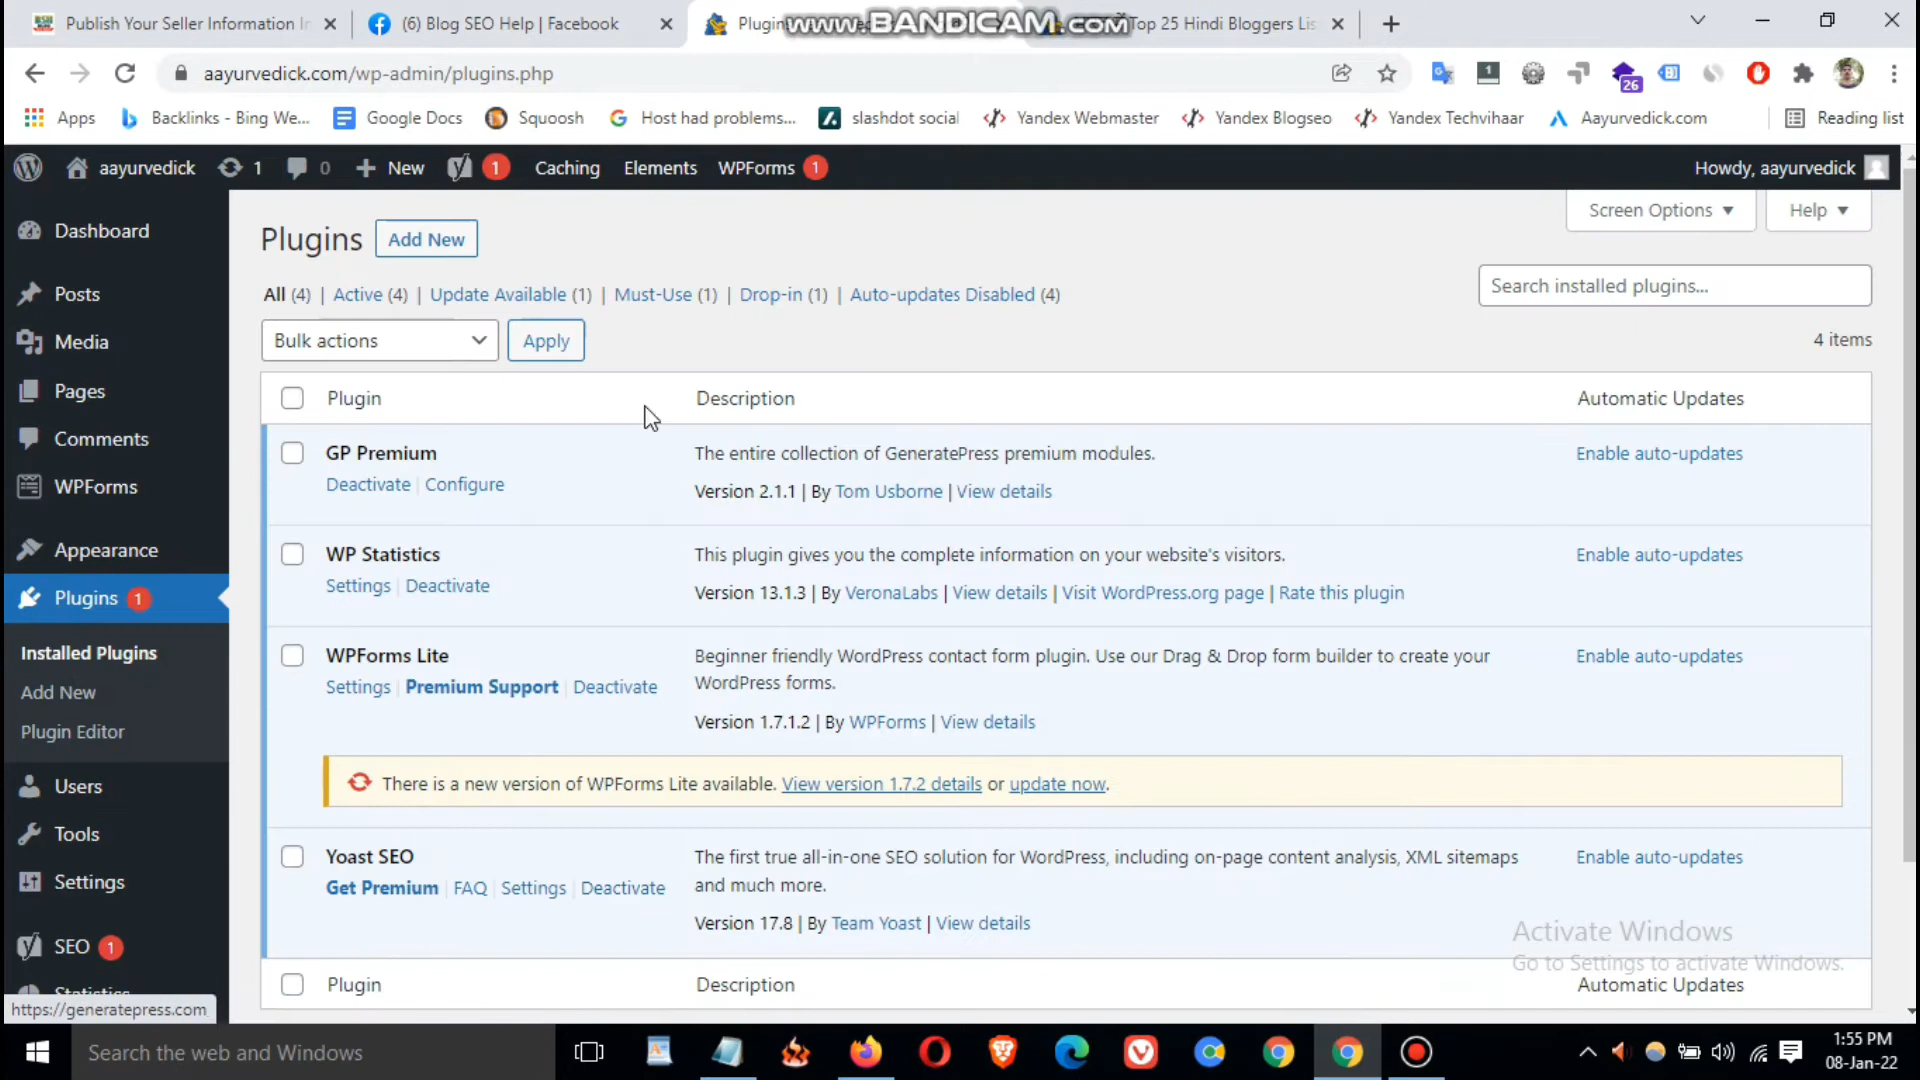 Publish Your Seller Information In
(6) Blog SEO Help | Facebook
Plugin
www.BANDICAM.com
Top 25 Hindi Bloggers Lis
aayurvedick.com/wp-admin/plugins.php
1
26
Apps
Backlinks - Bing We...
Google Docs
Squoosh
Host had problems...
slashdot social
Yandex Webmaster
Yandex Blogseo
Yandex Techvihaar
Aayurvedick.com
Reading list
aayurvedick
1
0
New
1
Caching
Elements
WPForms 1
Howdy, aayurvedick
Screen Options
Help
Dashboard
Posts
Media
Pages
Comments
WPForms
Appearance
Plugins 1
Installed Plugins
Add New
Plugin Editor
Users
Tools
Settings
SEO 1
Statistics
https://generatepress.com
Plugins
Add New
All (4) | Active (4) | Update Available (1) | Must-Use (1) | Drop-in (1) | Auto-updates Disabled (4)
Search installed plugins...
Bulk actions
Apply
4 items
Plugin
Description
Automatic Updates
GP Premium
Deactivate | Configure
The entire collection of GeneratePress premium modules.
Version 2.1.1 | By Tom Usborne | View details
Enable auto-updates
WP Statistics
Settings | Deactivate
This plugin gives you the complete information on your website's visitors.
Version 13.1.3 | By VeronaLabs | View details | Visit WordPress.org page | Rate this plugin
Enable auto-updates
WPForms Lite
Settings | Premium Support | Deactivate
Beginner friendly WordPress contact form plugin. Use our Drag & Drop form builder to create your
WordPress forms.
Version 1.7.1.2 | By WPForms | View details
Enable auto-updates
There is a new version of WPForms Lite available. View version 1.7.2 details or update now.
Yoast SEO
Get Premium | FAQ | Settings | Deactivate
The first true all-in-one SEO solution for WordPress, including on-page content analysis, XML sitemaps
and much more.
Version 17.8 | By Team Yoast | View details
Enable auto-updates
Activate Windows
Go to Settings to activate Windows.
Plugin
Description
Automatic Updates
Search the web and Windows
1:55 PM
08-Jan-22